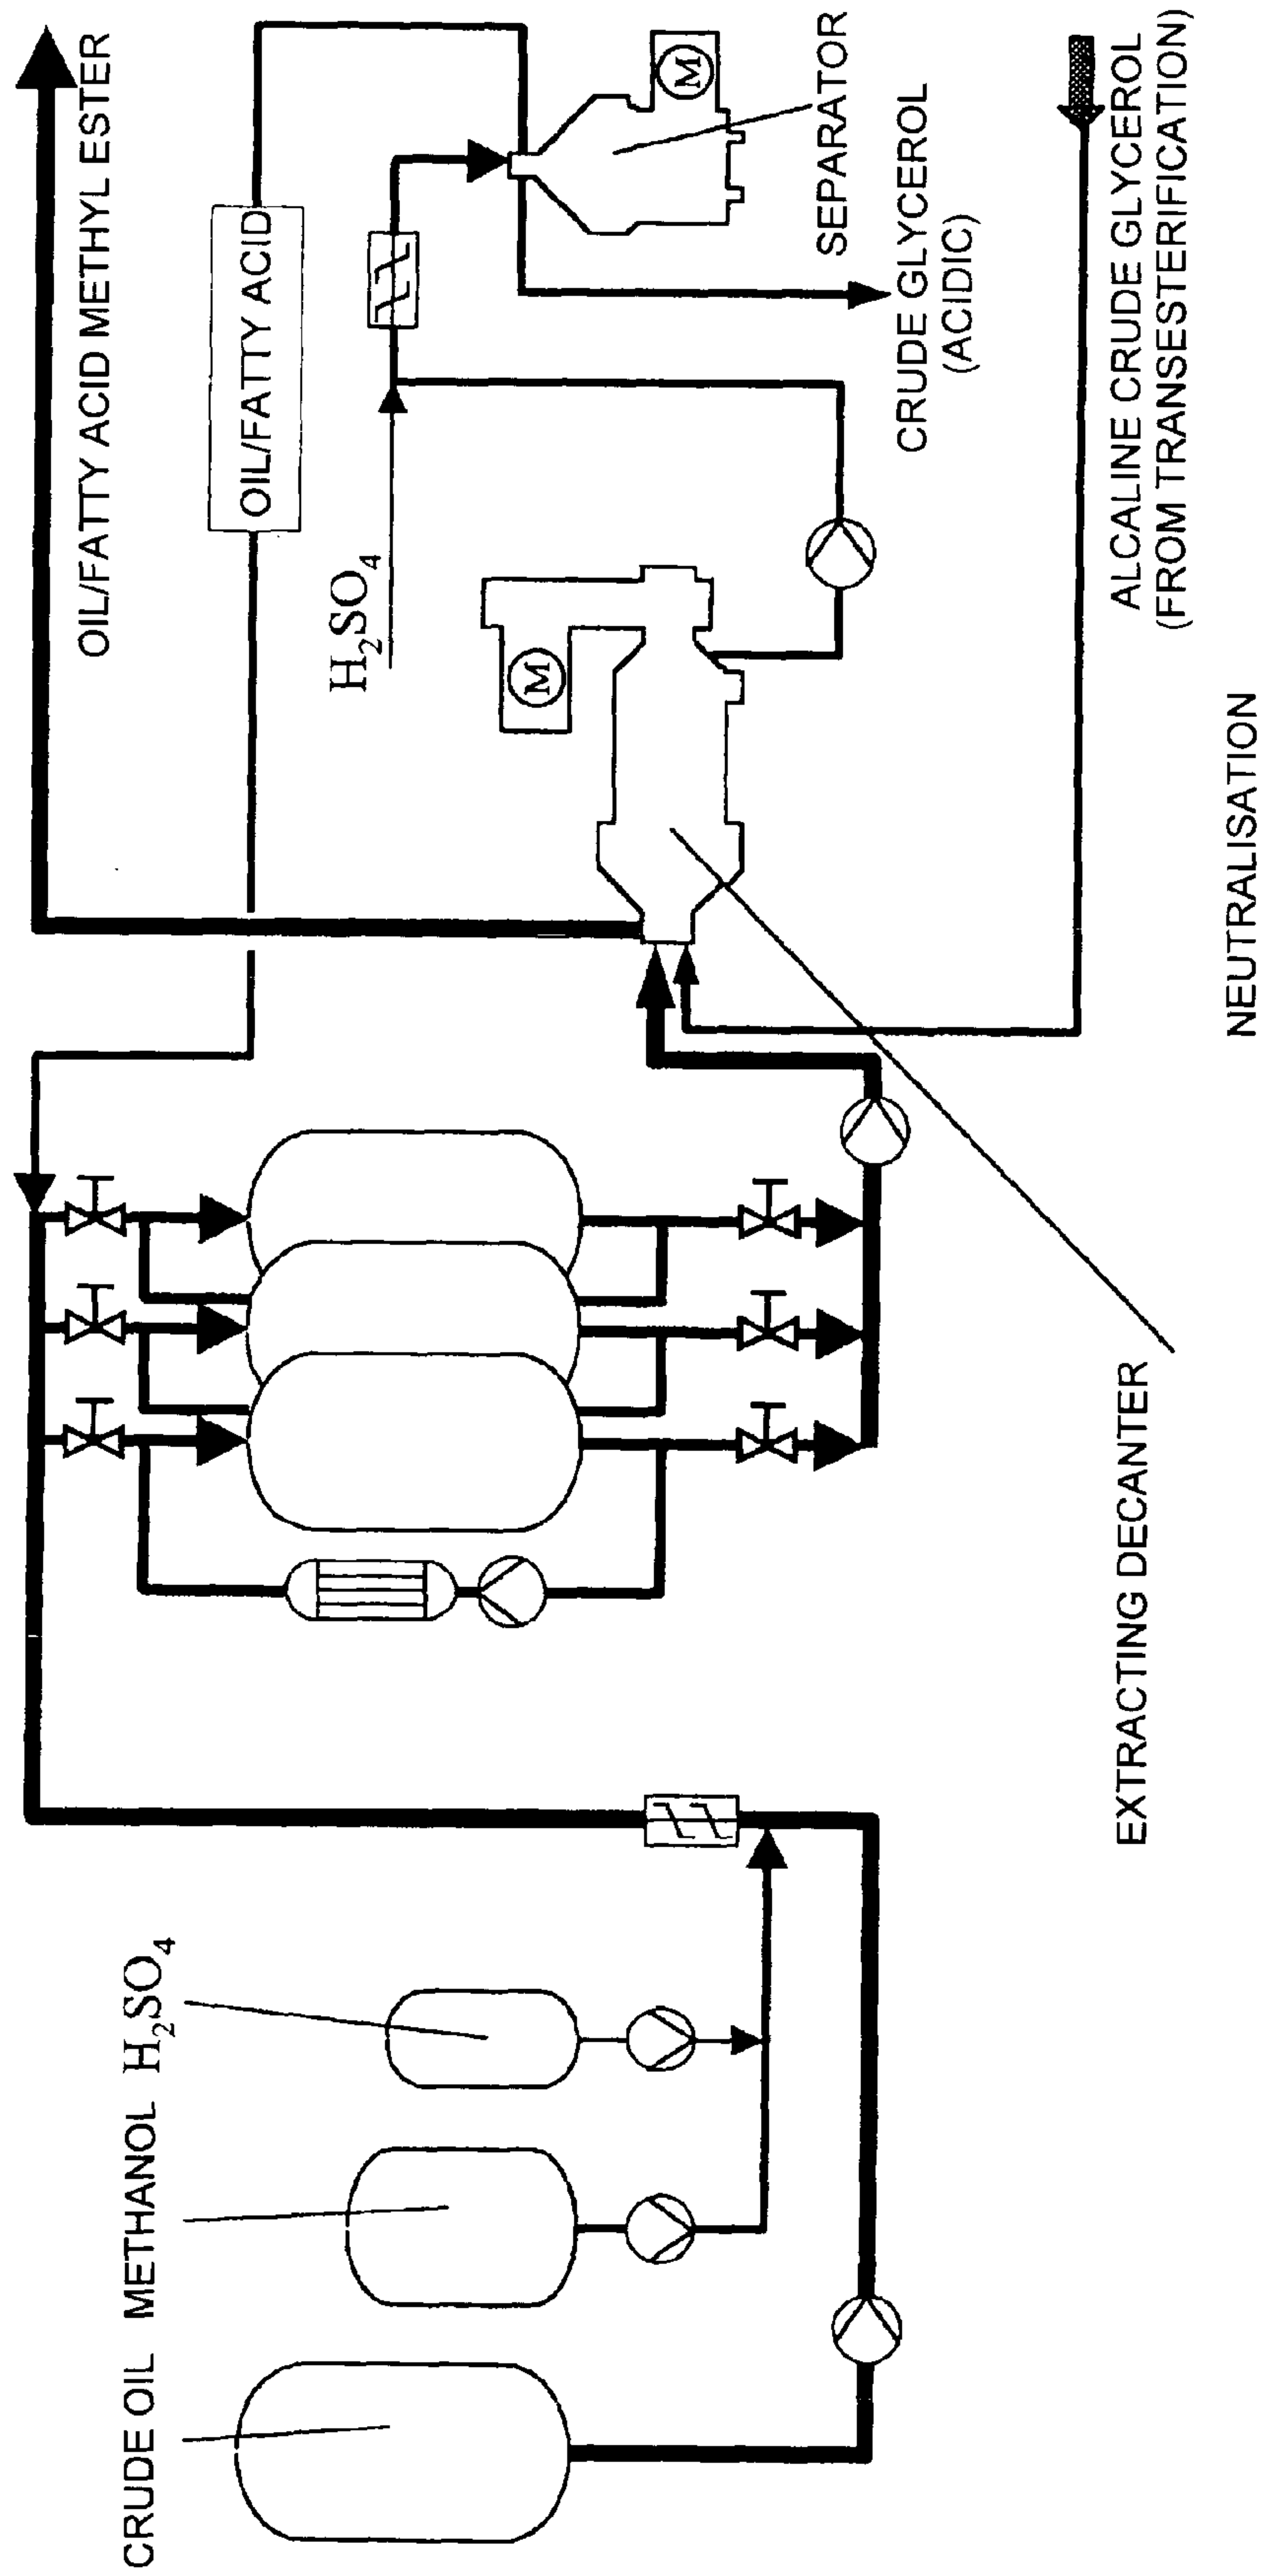 CRUDE OIL
METHANOL
H₂SO₄
EXTRACTING DECANTER
OIL/FATTY ACID METHYL ESTER
OIL/FATTY ACID
H₂SO₄
M
M
SEPARATOR
CRUDE GLYCEROL
(ACIDIC)
ALCALINE CRUDE GLYCEROL
(FROM TRANSESTERIFICATION)
NEUTRALISATION